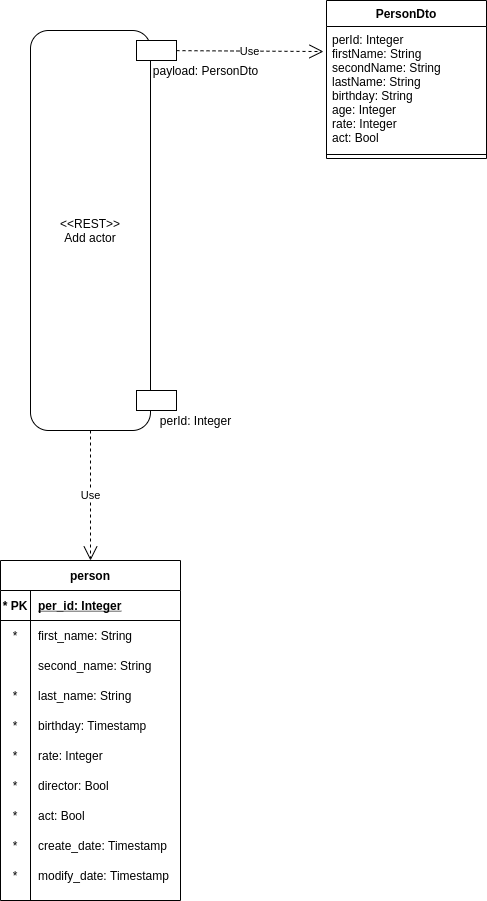 PersonDto
perId: Integer
firstName: String
secondName: String
lastName: String
birthday: String
age: Integer
rate: Integer
act: Bool
Use
payload: PersonDto
<<REST>>
Add actor
perId: Integer
Use
person
* PK per_id: Integer
* first_name: String
second_name: String
* last_name: String
* birthday: Timestamp
* rate: Integer
* director: Bool
* act: Bool
* create_date: Timestamp
* modify_date: Timestamp